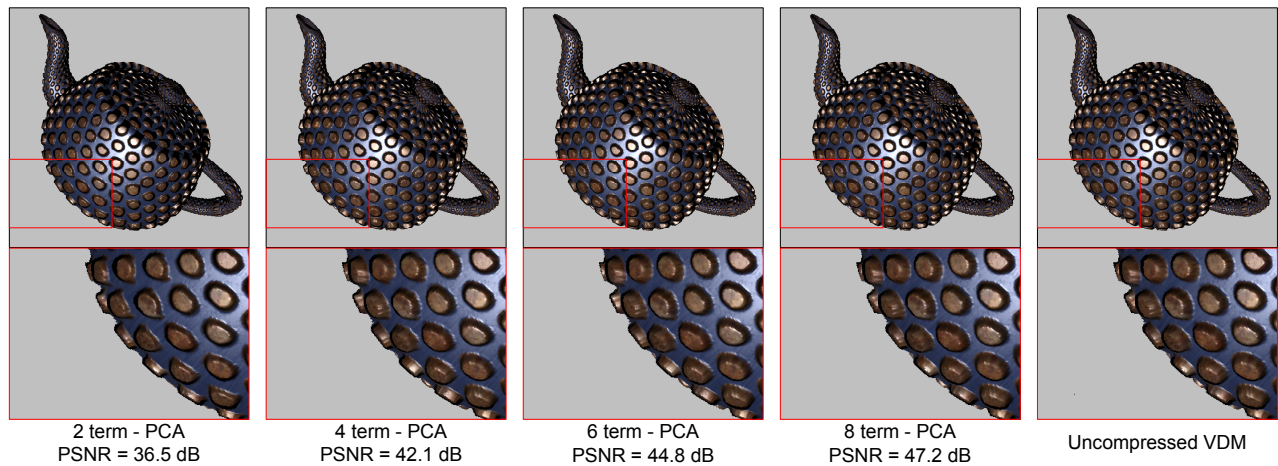 2 term - PCA
PSNR = 36.5 dB
4 term - PCA
PSNR = 42.1 dB
6 term - PCA
PSNR = 44.8 dB
8 term - PCA
PSNR = 47.2 dB
Uncompressed VDM